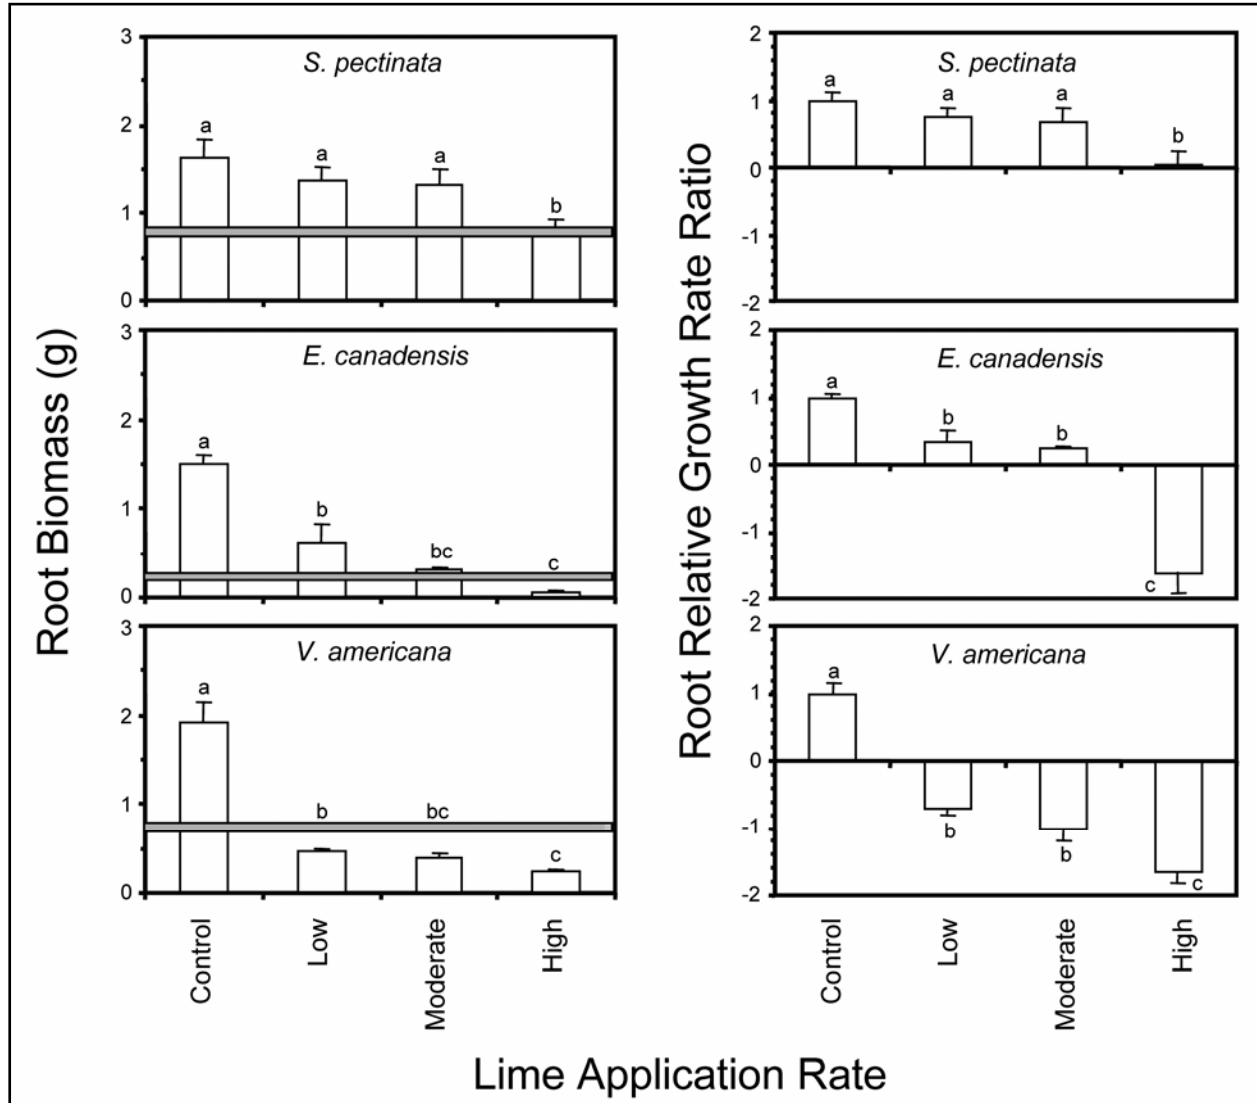 Root Biomass (g)
3
2
1
0
S. pectinata
a
a
a
b
3
2
1
0
E. canadensis
a
b
bc
c
3
2
1
0
V. americana
a
b
bc
c
Control
Low
Moderate
High
Root Relative Growth Rate Ratio
2
1
0
-1
-2
S. pectinata
a
a
a
b
2
1
0
-1
-2
E. canadensis
a
b
b
c
2
1
0
-1
-2
V. americana
a
b
b
c
Control
Low
Moderate
High
Lime Application Rate